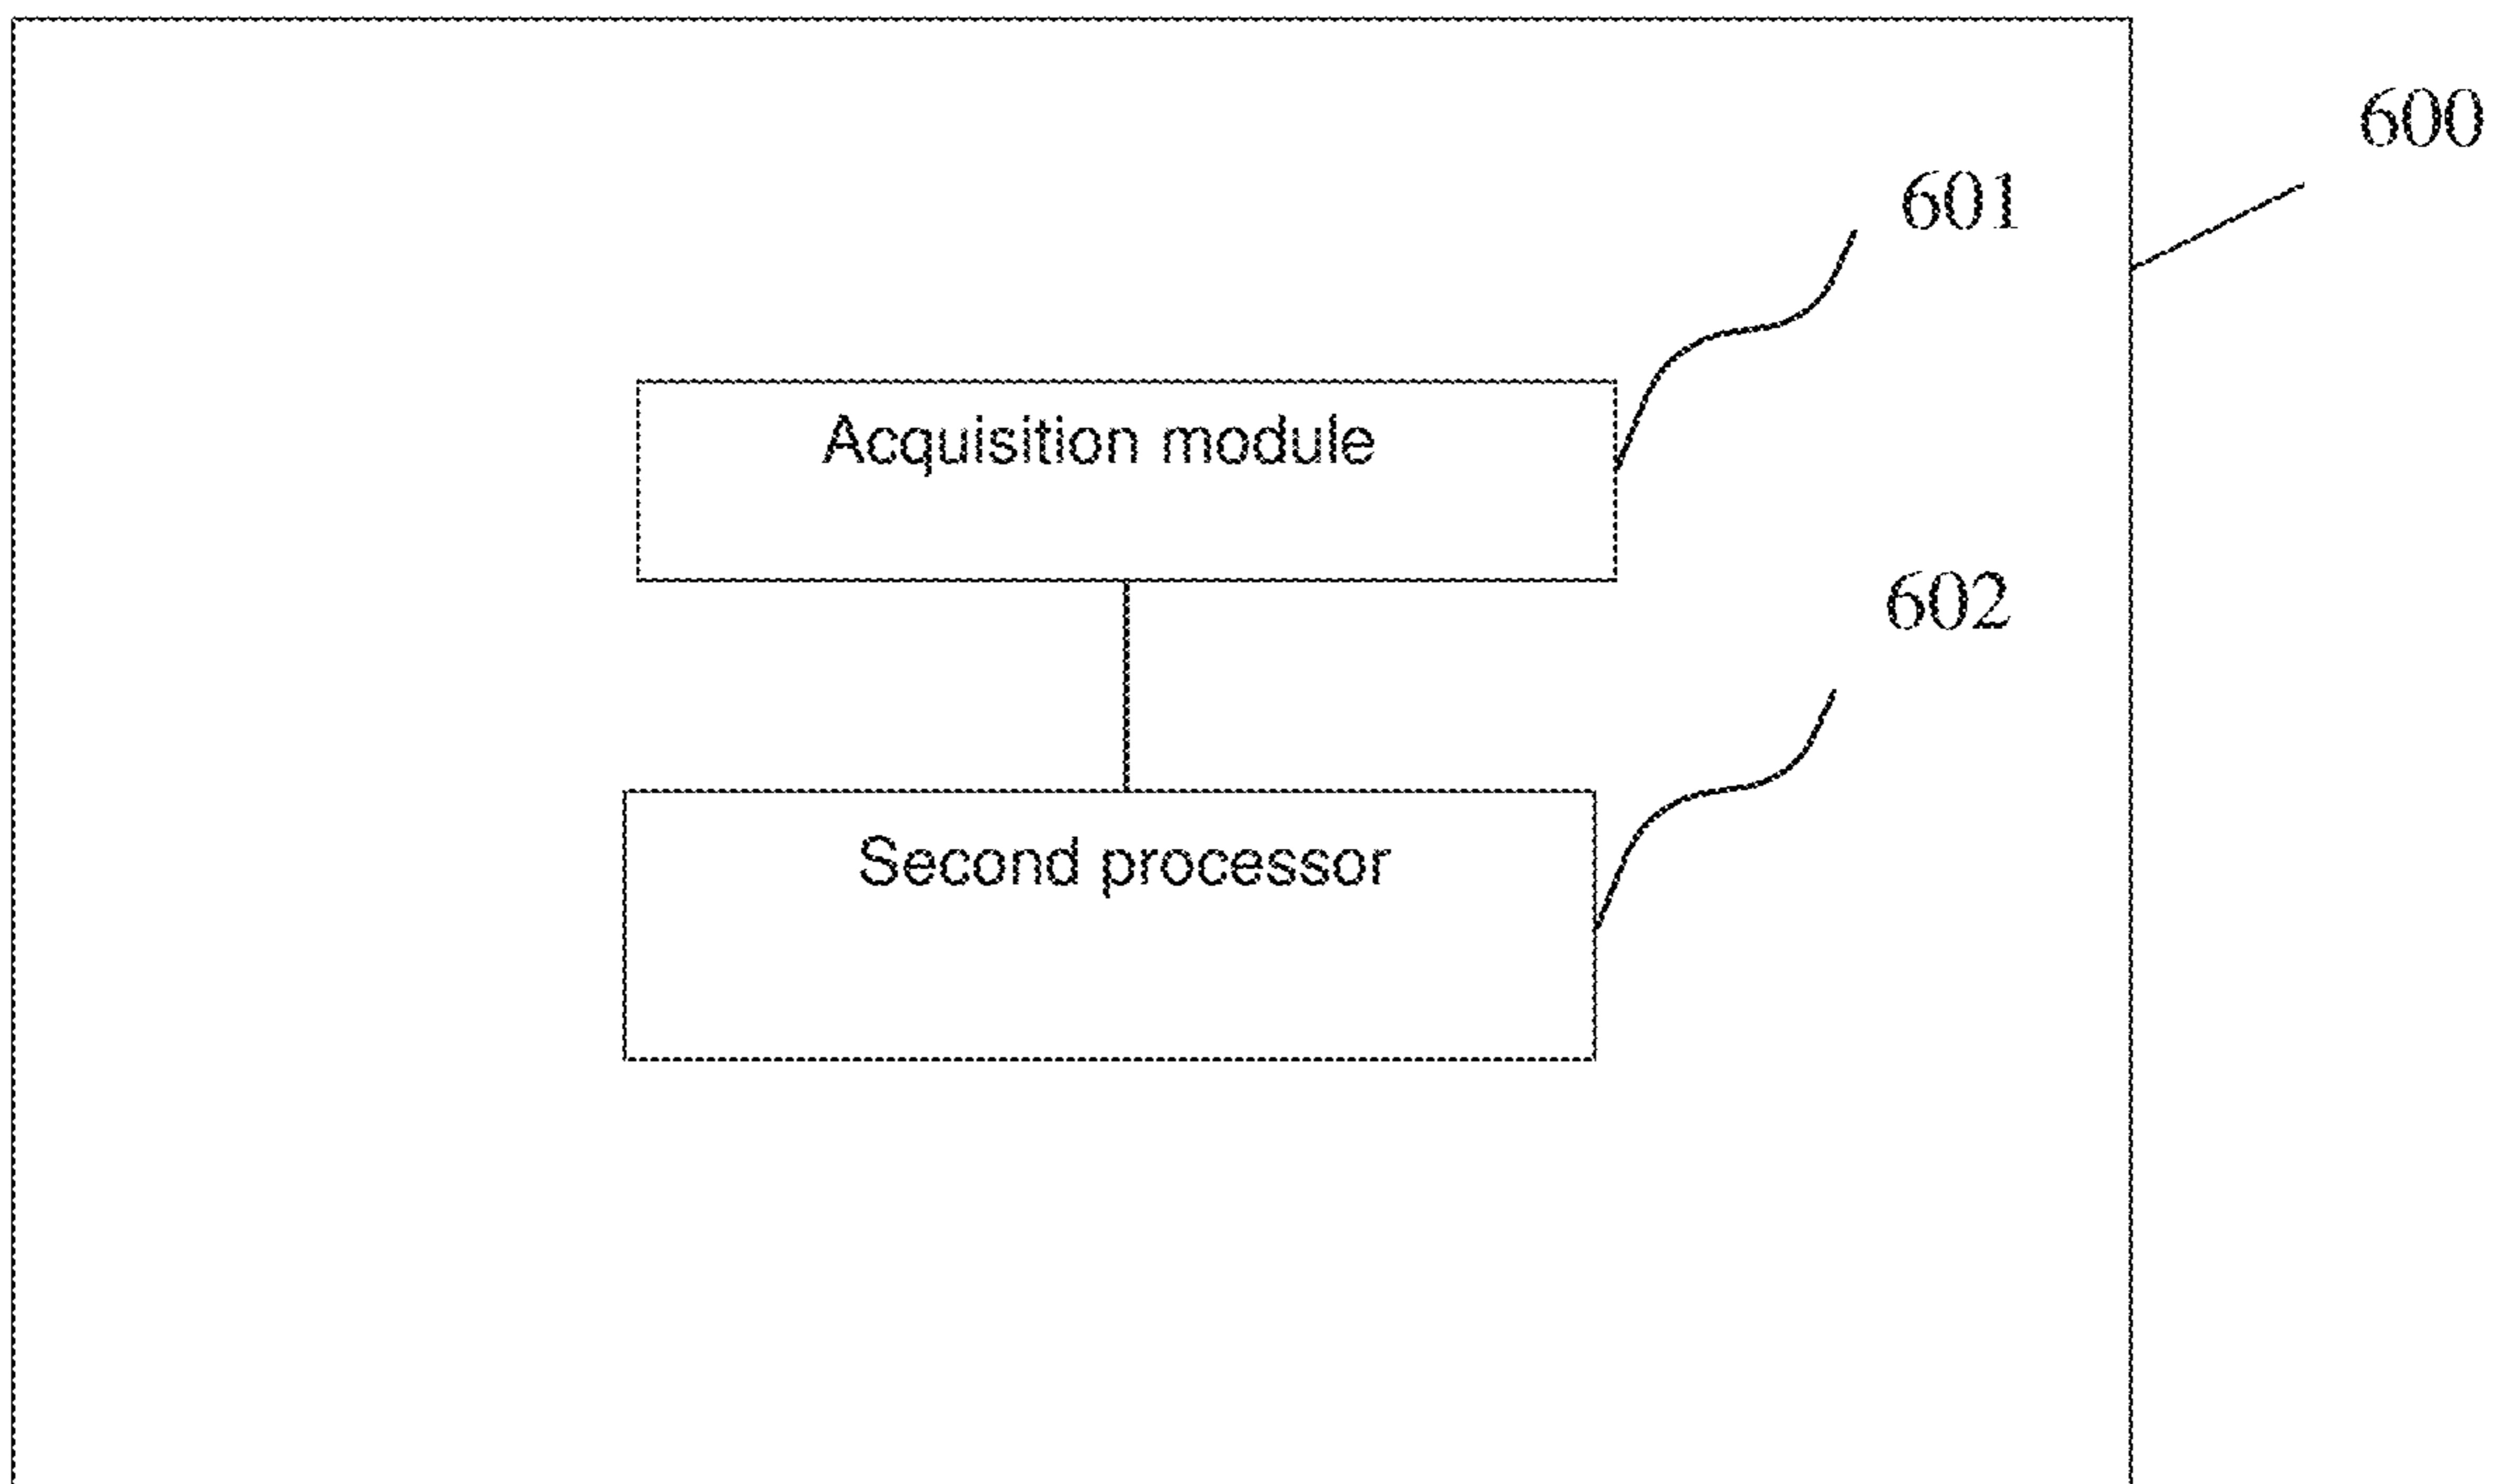 600
601
Acquisition module
602
Second processor